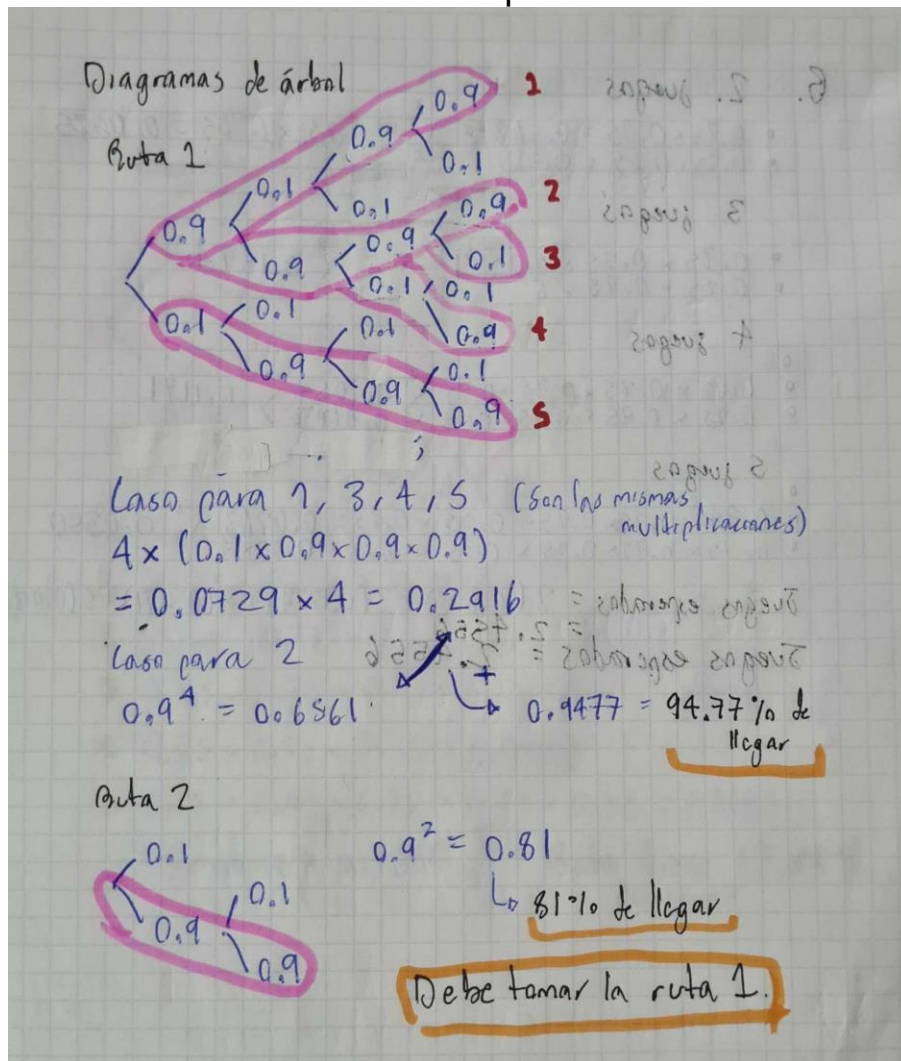 Diagramas de árbol
Ruta 1
0.9
0.1
0.9
0.9
0.1
0.1
0.9
0.9
0.9
0.1
0.1
0.1
0.9
0.1
0.1
0.9
0.1
0.9
0.1
0.9
1
2
3
4
5
Caso para 1, 3, 4, 5 (son las mismas
multiplicaciones)
4 x (0.1 x 0.9 x 0.9 x 0.9)
= 0.0729 x 4 = 0.2916
Caso para 2
+
0.9⁴ = 0.6561
0.9477 = 94.77% de
llegar
Ruta 2
0.1
0.9
0.1
0.9
0.9² = 0.81
81% de llegar
Debe tomar la ruta 1.